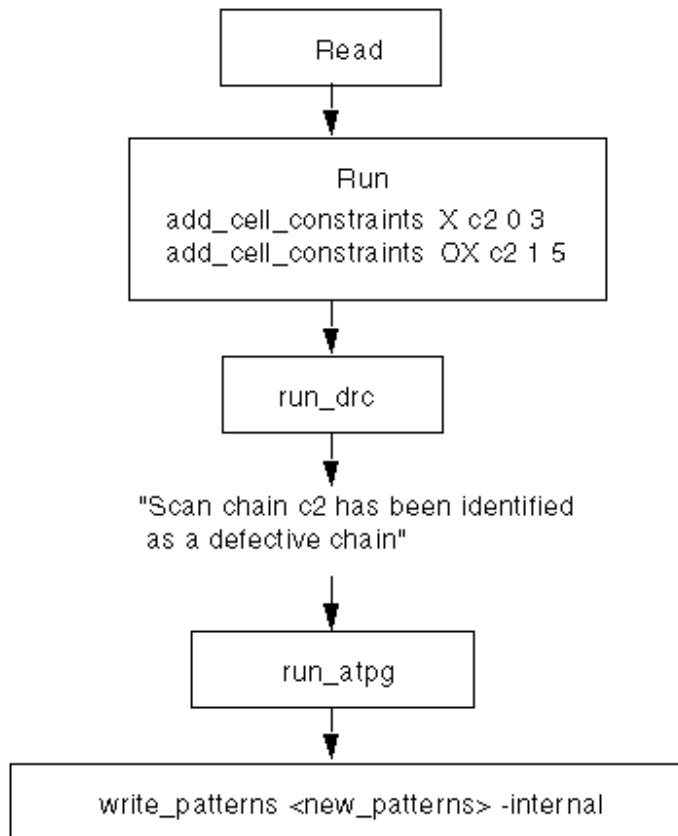 Read
Run
add_cell_constraints X c2 0 3
add_cell_constraints OX c2 1 5
run_drc
"Scan chain c2 has been identified
as a defective chain"
run_atpg
write_patterns <new_patterns> -internal